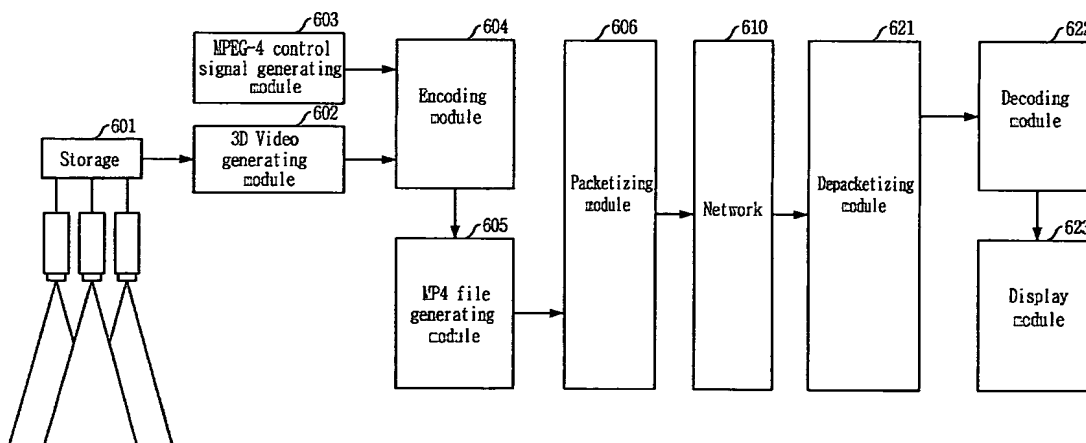 603
MPEG-4 control
signal generating
module
604
Encoding
module
606
Packetizing
module
610
Network
621
Depacketizing
module
622
Decoding
module
601
Storage
602
3D Video
generating
module
605
MP4 file
generating
module
623
Display
module